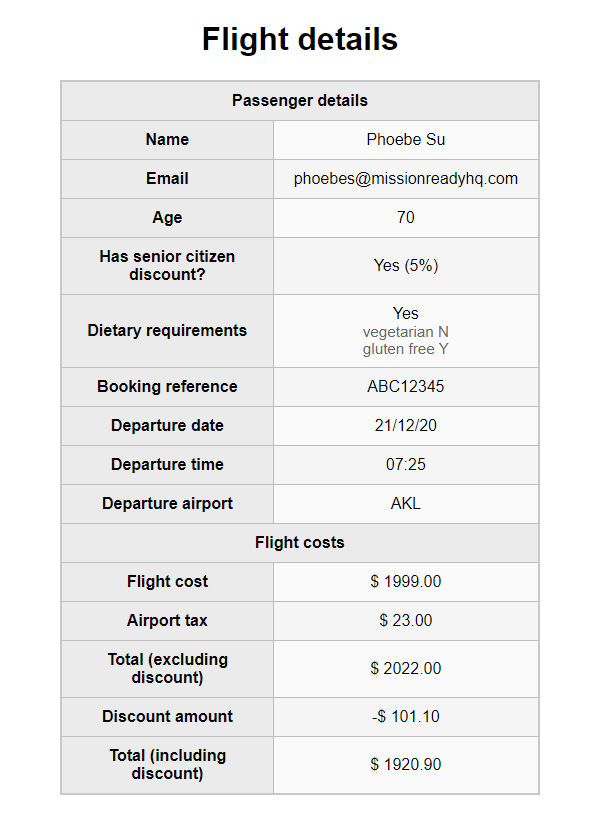 Flight details
Passenger details
Name Phoebe Su
Email phoebes@missionreadyhq.com
Age 70
Has senior citizen
discount?
Yes (5%)
Dietary requirements
Yes
vegetarian N
gluten free Y
Booking reference ABC12345
Departure date 21/12/20
Departure time 07:25
Departure airport AKL
Flight costs
Flight cost $ 1999.00
Airport tax $ 23.00
Total (excluding
discount)
$ 2022.00
Discount amount -$ 101.10
Total (including
discount)
$ 1920.90